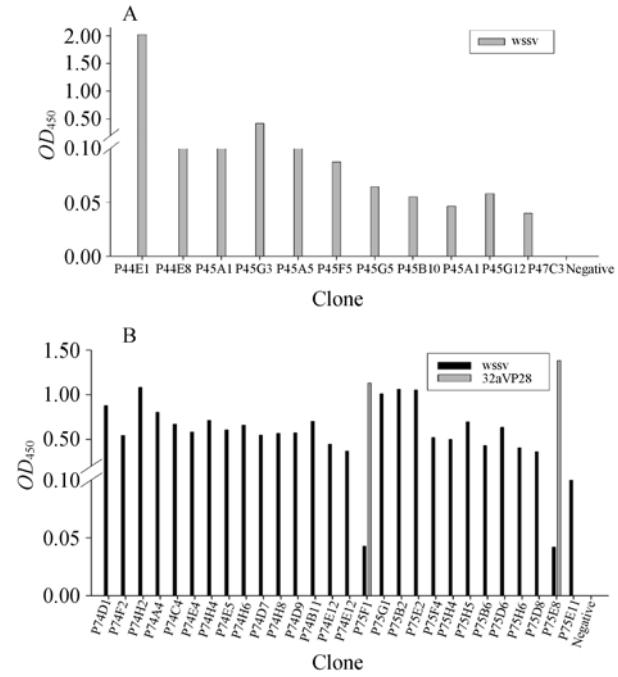 A
wssv
2.00
1.50
1.00
0.50
0.10
0.05
0.00
OD450
P44E1 P44E8 P45A1 P45G3 P45A5 P45F5 P45G5 P45B10 P45A1 P45G12 P47C3 Negative
Clone
B
wssv
32aVP28
1.50
1.00
0.50
0.10
0.05
0.00
OD450
P74D1 P74F2 P74H2 P74A4 P74C4 P74E4 P74H4 P74E5 P74H6 P74D7 P74H8 P74D9 P74B11 P74E12 P74E12 P75F1 P75G1 P75B2 P75E2 P75F4 P75H4 P75H5 P75B6 P75D6 P75H6 P75D8 P75E8 P75E11 Negative
Clone